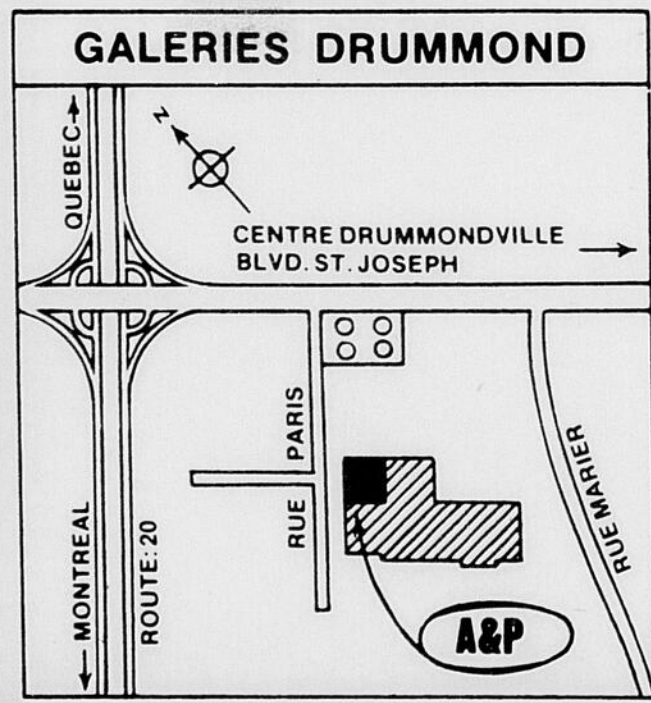 GALERIES DRUMMOND
QUEBEC
N
CENTRE DRUMMONDVILLE
BLVD. ST. JOSEPH
RUE PARIS
RUE MARIER
MONTREAL
ROUTE: 20
A&P